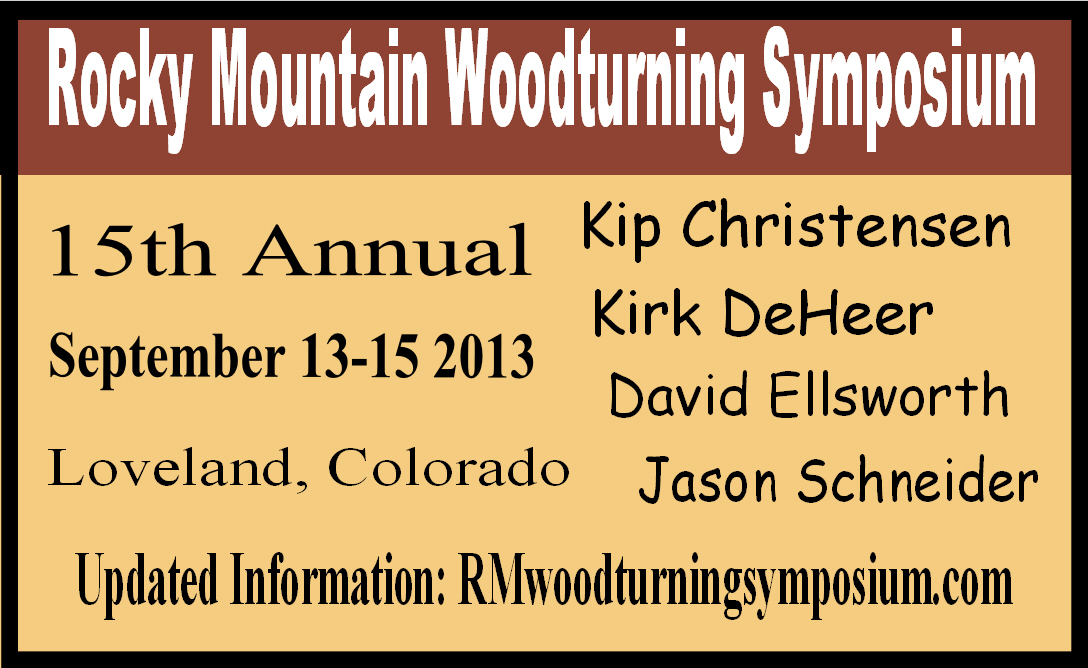 Rocky Mountain Woodturning Symposium
15th Annual
September 13-15 2013
Loveland, Colorado
Kip Christensen
Kirk DeHeer
David Ellsworth
Jason Schneider
Updated Information: RMwoodturningsymposium.com